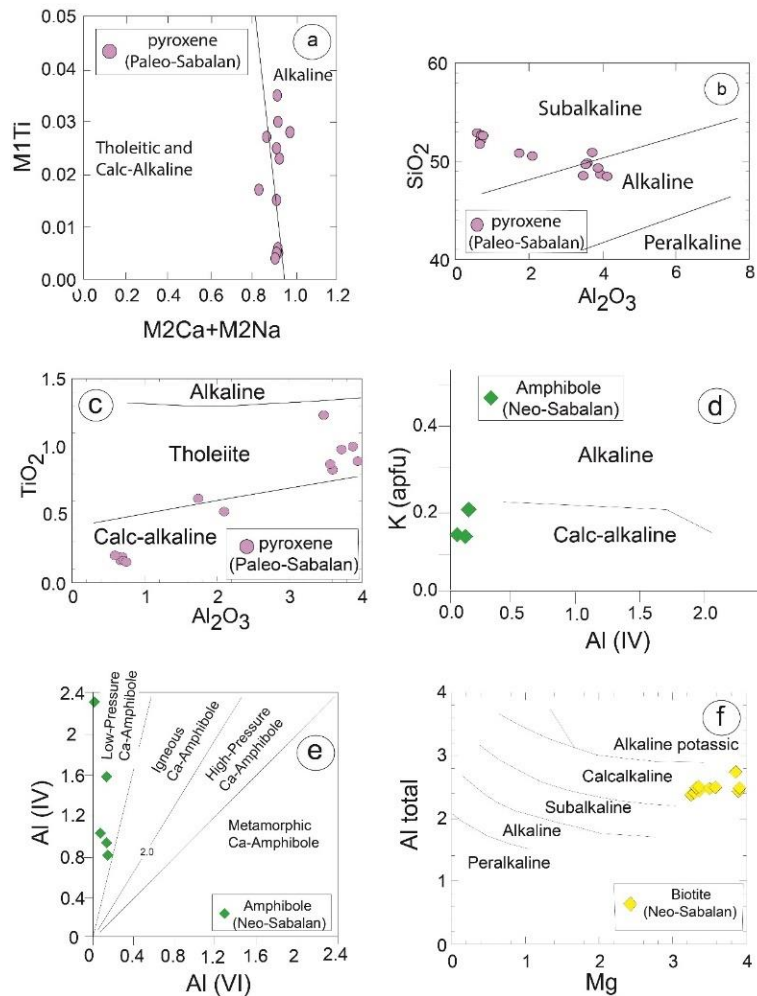 a
pyroxene
(Paleo-Sabalan)
Alkaline
Tholeitic and
Calc-Alkaline
M1Ti
0.05
0.04
0.03
0.02
0.01
0.00
0.0 0.2 0.4 0.6 0.8 1.0 1.2
M2Ca+M2Na
b
Subalkaline
Alkaline
Peralkaline
pyroxene
(Paleo-Sabalan)
SiO2
60
50
40
0 2 4 6 8
Al2O3
c
Alkaline
Tholeiite
Calc-alkaline
pyroxene
(Paleo-Sabalan)
TiO2
1.5
1.0
0.5
0.0
0 1 2 3 4
Al2O3
d
Amphibole
(Neo-Sabalan)
Alkaline
Calc-alkaline
K (apfu)
0.4
0.2
0.0
0.0 0.5 1.0 1.5 2.0
Al (IV)
e
Low-Pressure
Ca-Amphibole
Igneous
Ca-Amphibole
High-Pressure
Ca-Amphibole
Metamorphic
Ca-Amphibole
2.0
Amphibole
(Neo-Sabalan)
Al (IV)
2.4
2.0
1.6
1.2
0.8
0.4
0
0 0.4 0.8 1.2 1.6 2.0 2.4
Al (VI)
f
Alkaline potassic
Calcalkaline
Subalkaline
Alkaline
Peralkaline
Biotite
(Neo-Sabalan)
Al total
4
3
2
1
0
0 1 2 3 4
Mg